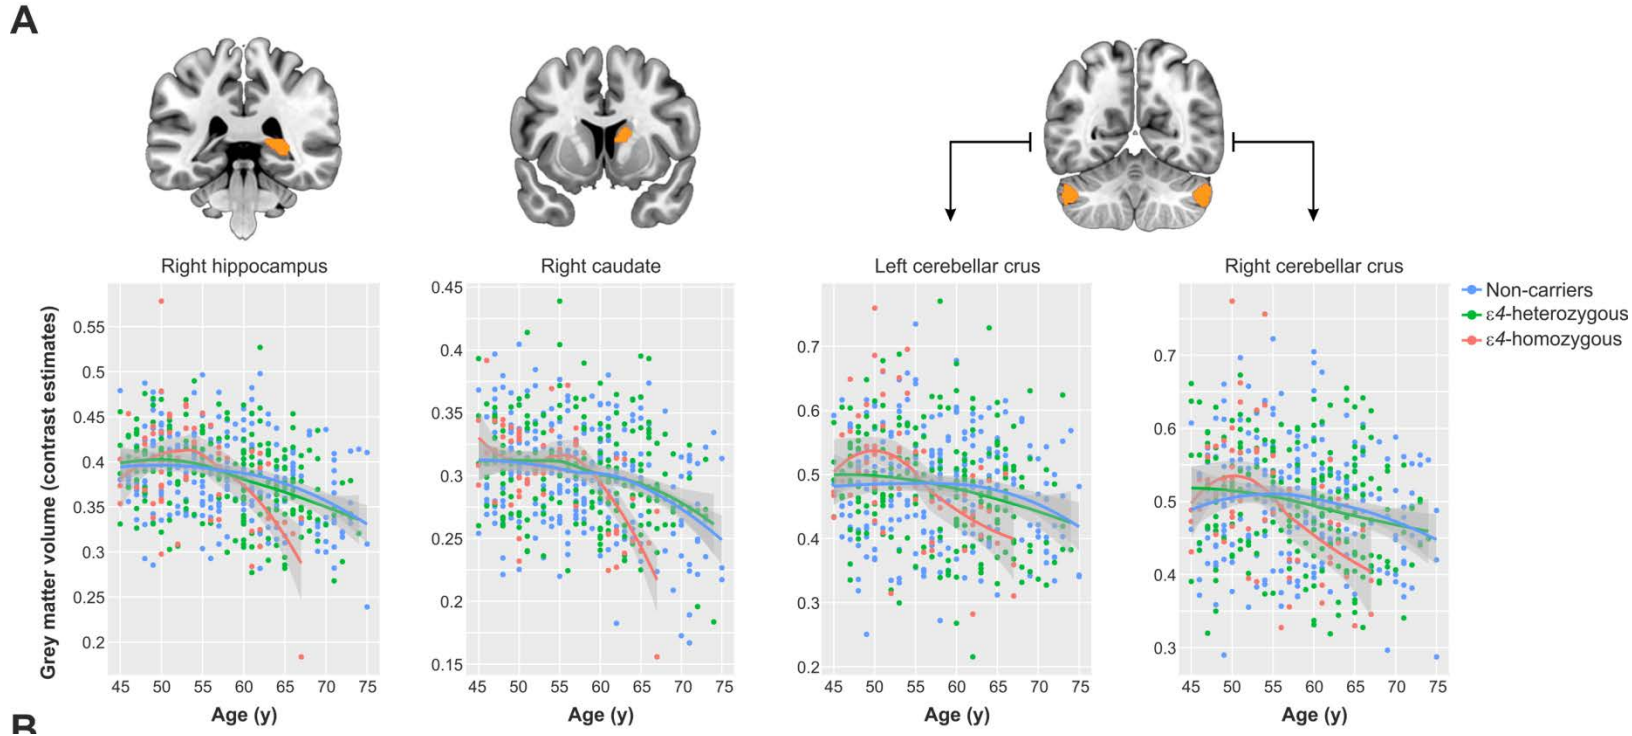 A
Right hippocampus
Right caudate
Left cerebellar crus
Right cerebellar crus
Grey matter volume (contrast estimates)
0.55
0.5
0.45
0.4
0.35
0.3
0.25
0.2
45 50 55 60 65 70 75
Age (y)
0.45
0.4
0.35
0.3
0.25
0.2
0.15
45 50 55 60 65 70 75
Age (y)
0.7
0.6
0.5
0.4
0.3
0.2
45 50 55 60 65 70 75
Age (y)
0.7
0.6
0.5
0.4
0.3
45 50 55 60 65 70 75
Age (y)
Non-carriers
ε4-heterozygous
ε4-homozygous
B